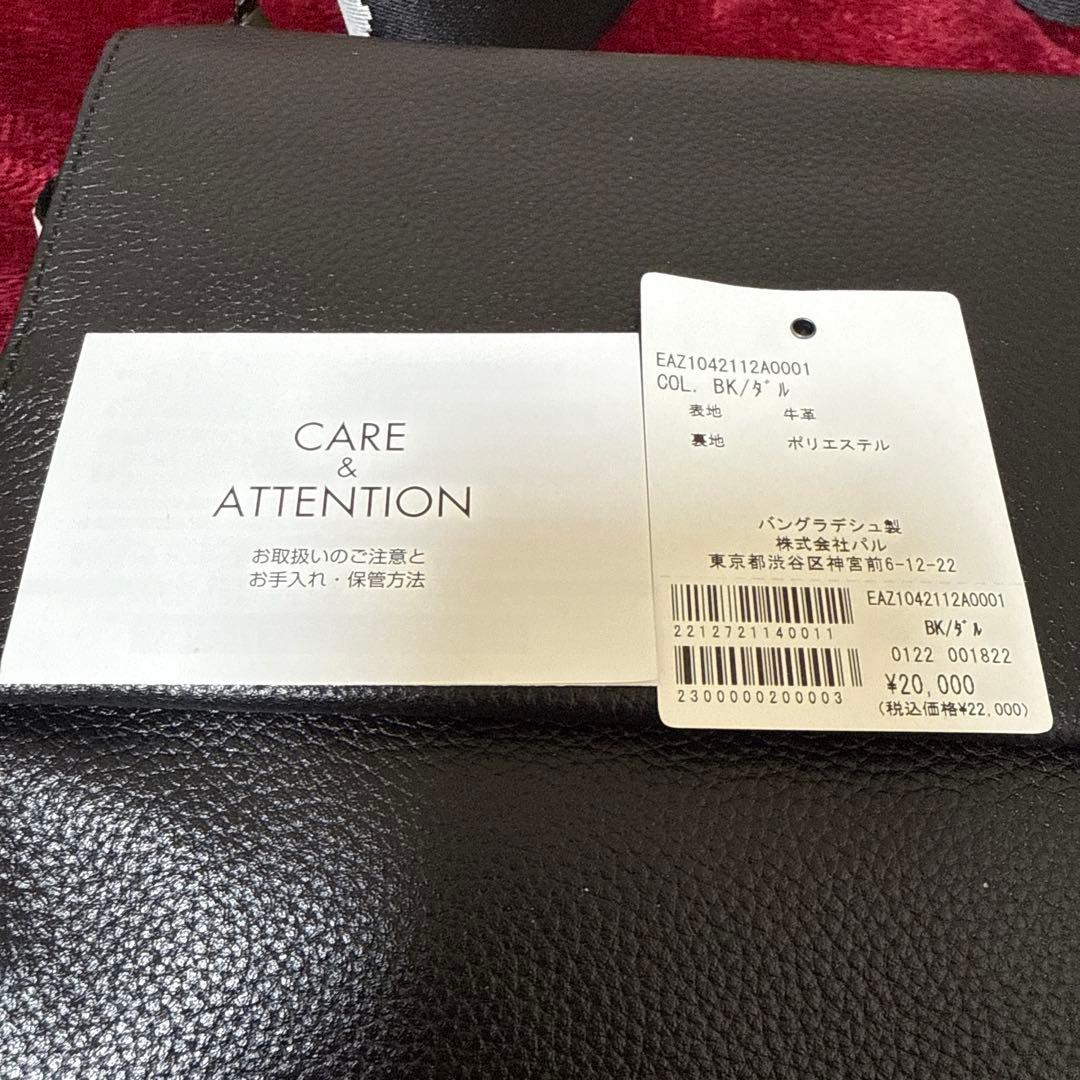 CARE
&
ATTENTION
お取扱いのご注意と
お手入れ・保管方法
EAZ1042112A0001
COL. BK/ﾀﾞﾙ
表地 牛革
裏地 ポリエステル
バングラデシュ製
株式会社パル
東京都渋谷区神宮前6-12-22
EAZ1042112A0001
2212721140011
BK/ﾀﾞﾙ
0122 001822
2300000200003
¥20,000
(税込価格¥22,000)